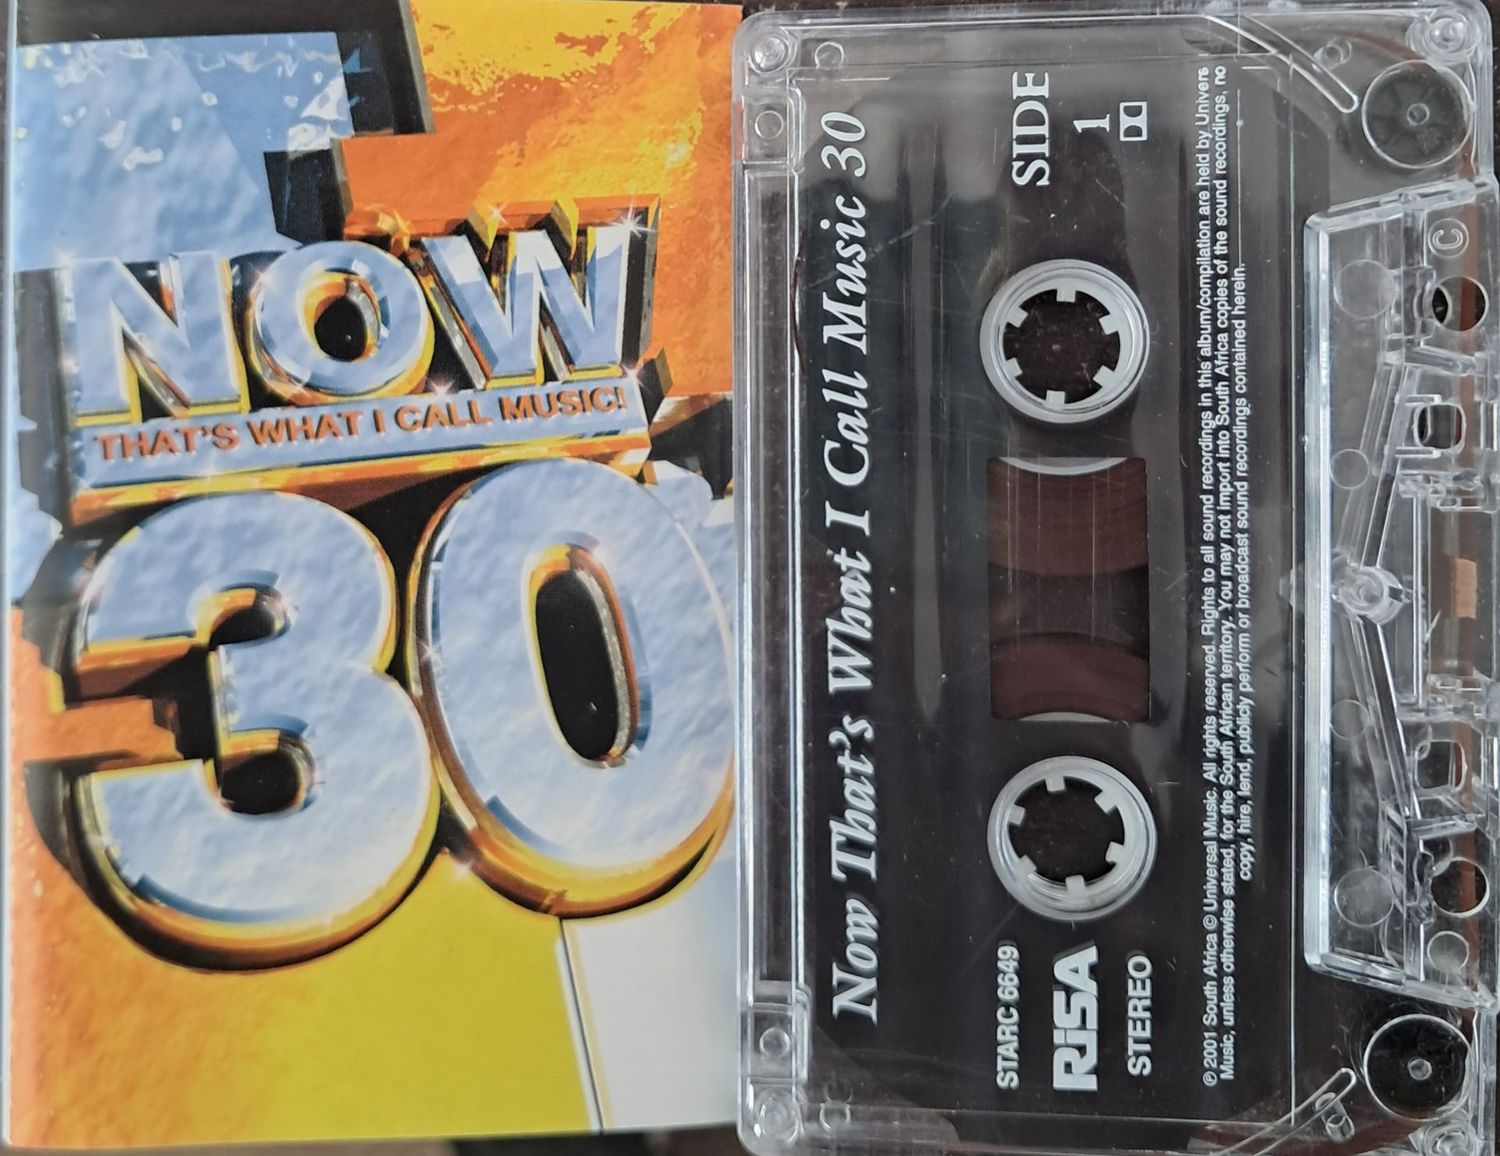 NOW
THAT'S WHAT I CALL MUSIC!
30
Now That's What I Call Music 30
STARC 6649
RiSA
STEREO
SIDE
1
℗ 2001 South Africa © Universal Music. All rights reserved. Rights to all sound recordings in this album/compilation are held by Univers
Music, unless otherwise stated, for the South African territory. You may not import into South Africa copies of the sound recordings, no
copy, hire, lend, publicly perform or broadcast sound recordings contained herein.
C